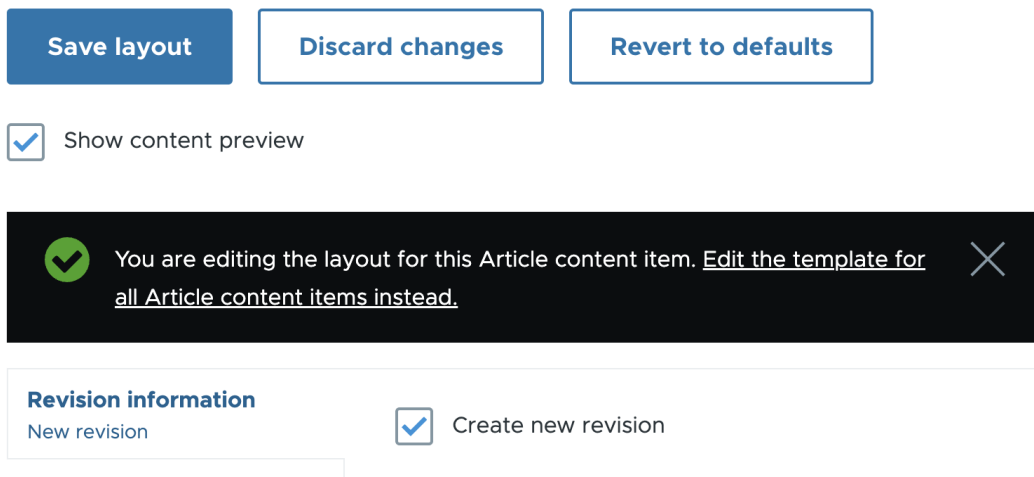 Save layout Discard changes Revert to defaults
Show content preview
You are editing the layout for this Article content item. Edit the template for
all Article content items instead.
Revision information
New revision
Create new revision